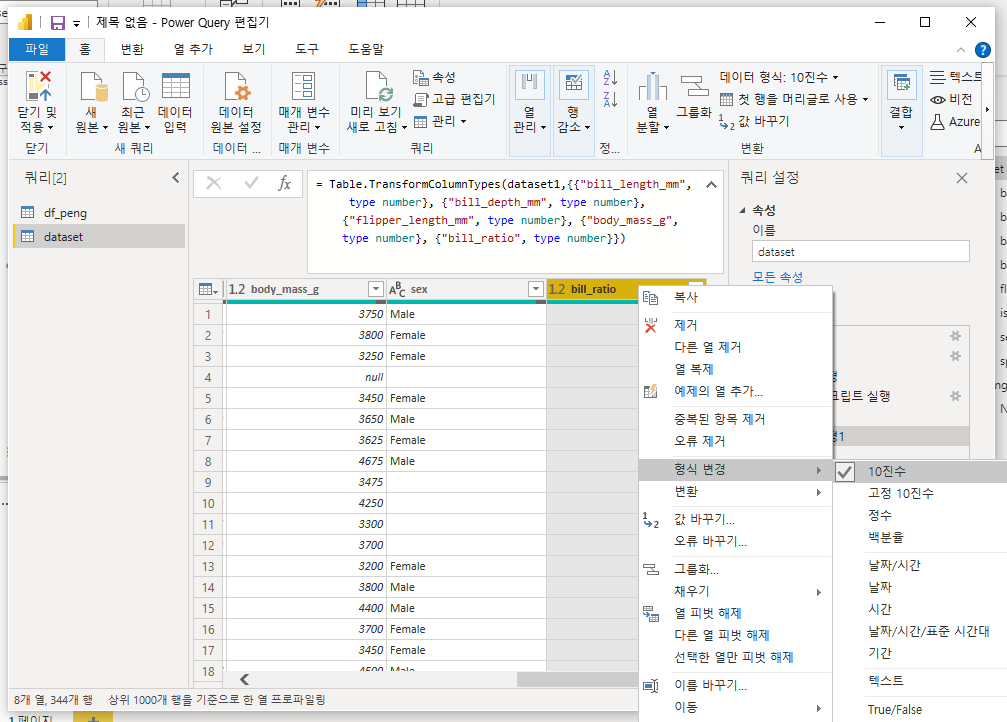 제목 없음 - Power Query 편집기
파일 홈 변환 열 추가 보기 도구 도움말
닫기 및 적용
새 원본
최근 원본
데이터 입력
데이터 원본 설정
매개 변수 관리
미리 보기 새로 고침
속성
고급 편집기
관리
열 관리
행 감소
열 분할
그룹화
데이터 형식: 10진수
첫 행을 머리글로 사용
값 바꾸기
결합
텍스트
비전
Azure
닫기 새 쿼리 데이터 ... 매개 변수 쿼리 정... 변환 A
쿼리[2]
df_peng
dataset
fx
= Table.TransformColumnTypes(dataset1,{{"bill_length_mm",
type number}, {"bill_depth_mm", type number},
{"flipper_length_mm", type number}, {"body_mass_g",
type number}, {"bill_ratio", type number}})
쿼리 설정
속성
이름
dataset
모든 속성
크립트 실행
형1
1.2 body_mass_g ABC sex 1.2 bill_ratio
1 3750 Male
2 3800 Female
3 3250 Female
4 null
5 3450 Female
6 3650 Male
7 3625 Female
8 4675 Male
9 3475
10 4250
11 3300
12 3700
13 3200 Female
14 3800 Male
15 4400 Male
16 3700 Female
17 3450 Female
18 4500 Male
복사
제거
다른 열 제거
열 복제
예제의 열 추가...
중복된 항목 제거
오류 제거
형식 변경
변환
값 바꾸기...
오류 바꾸기...
그룹화...
채우기
열 피벗 해제
다른 열 피벗 해제
선택한 열만 피벗 해제
이름 바꾸기...
이동
10진수
고정 10진수
정수
백분율
날짜/시간
날짜
시간
날짜/시간/표준 시간대
기간
텍스트
True/False
8개 열, 344개 행 상위 1000개 행을 기준으로 한 열 프로파일링